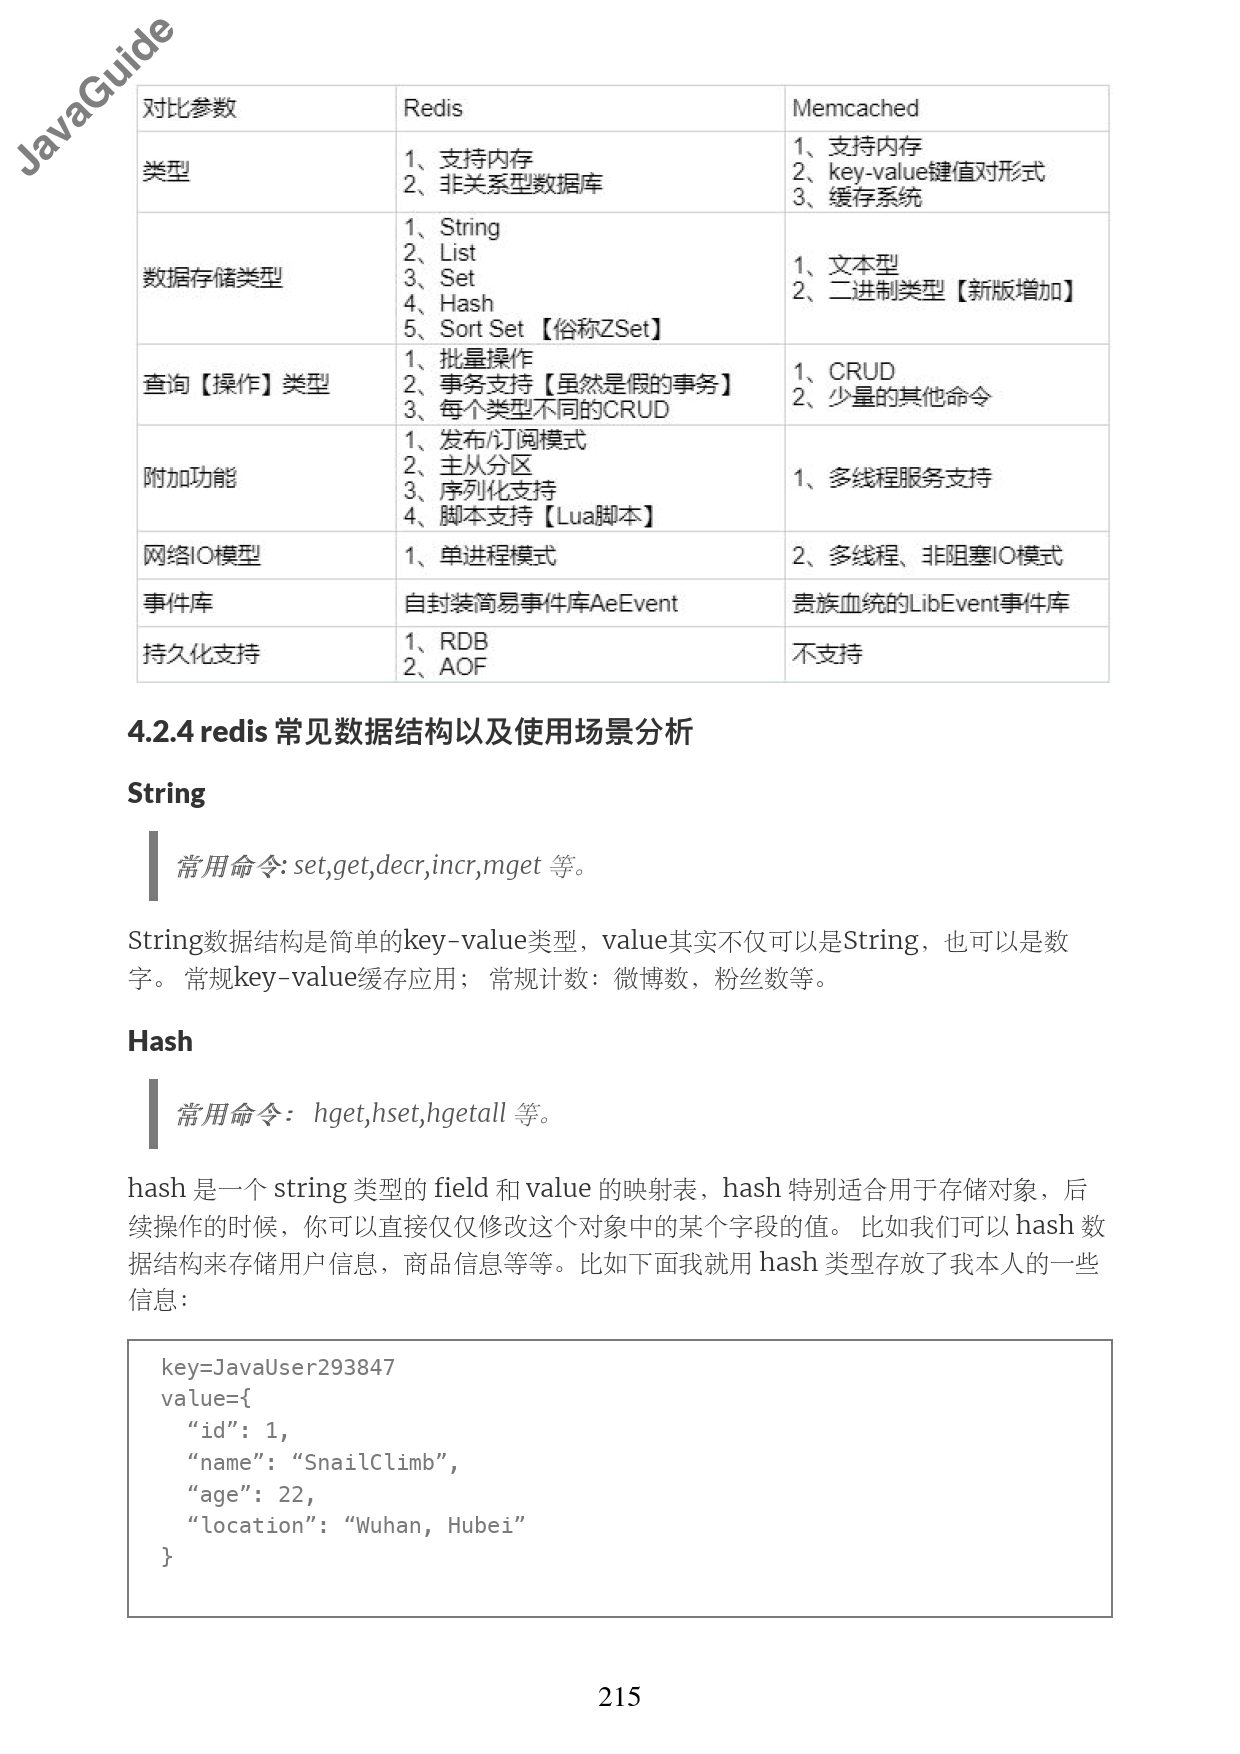 JavaGuide
对比参数 Redis Memcached
类型 1、支持内存 2、非关系型数据库 1、支持内存 2、key-value键值对形式 3、缓存系统
数据存储类型 1、String 2、List 3、Set 4、Hash 5、Sort Set 【俗称ZSet】 1、文本型 2、二进制类型【新版增加】
查询【操作】类型 1、批量操作 2、事务支持【虽然是假的事务】 3、每个类型不同的CRUD 1、CRUD 2、少量的其他命令
附加功能 1、发布/订阅模式 2、主从分区 3、序列化支持 4、脚本支持【Lua脚本】 1、多线程服务支持
网络IO模型 1、单进程模式 2、多线程、非阻塞IO模式
事件库 自封装简易事件库AeEvent 贵族血统的LibEvent事件库
持久化支持 1、RDB 2、AOF 不支持
4.2.4 redis 常见数据结构以及使用场景分析
String
常用命令: set,get,decr,incr,mget 等。
String数据结构是简单的key-value类型，value其实不仅可以是String，也可以是数
字。 常规key-value缓存应用； 常规计数：微博数，粉丝数等。
Hash
常用命令： hget,hset,hgetall 等。
hash 是一个 string 类型的 field 和 value 的映射表，hash 特别适合用于存储对象，后
续操作的时候，你可以直接仅仅修改这个对象中的某个字段的值。 比如我们可以 hash 数
据结构来存储用户信息，商品信息等等。比如下面我就用 hash 类型存放了我本人的一些
信息：
key=JavaUser293847
value={
“id”: 1,
“name”: “SnailClimb”,
“age”: 22,
“location”: “Wuhan, Hubei”
}
215